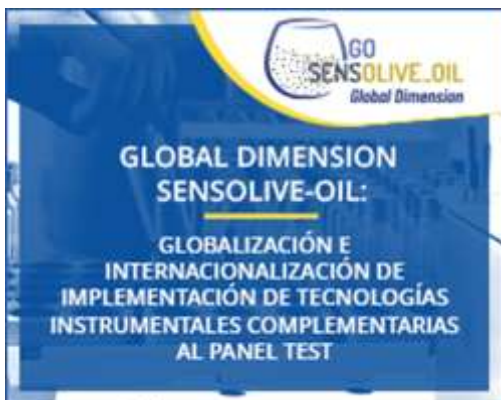 GO
SENSOLIVE_OIL
Global Dimension
GLOBAL DIMENSION
SENSOLIVE-OIL:
GLOBALIZACIÓN E
INTERNACIONALIZACIÓN DE
IMPLEMENTACIÓN DE TECNOLOGÍAS
INSTRUMENTALES COMPLEMENTARIAS
AL PANEL TEST